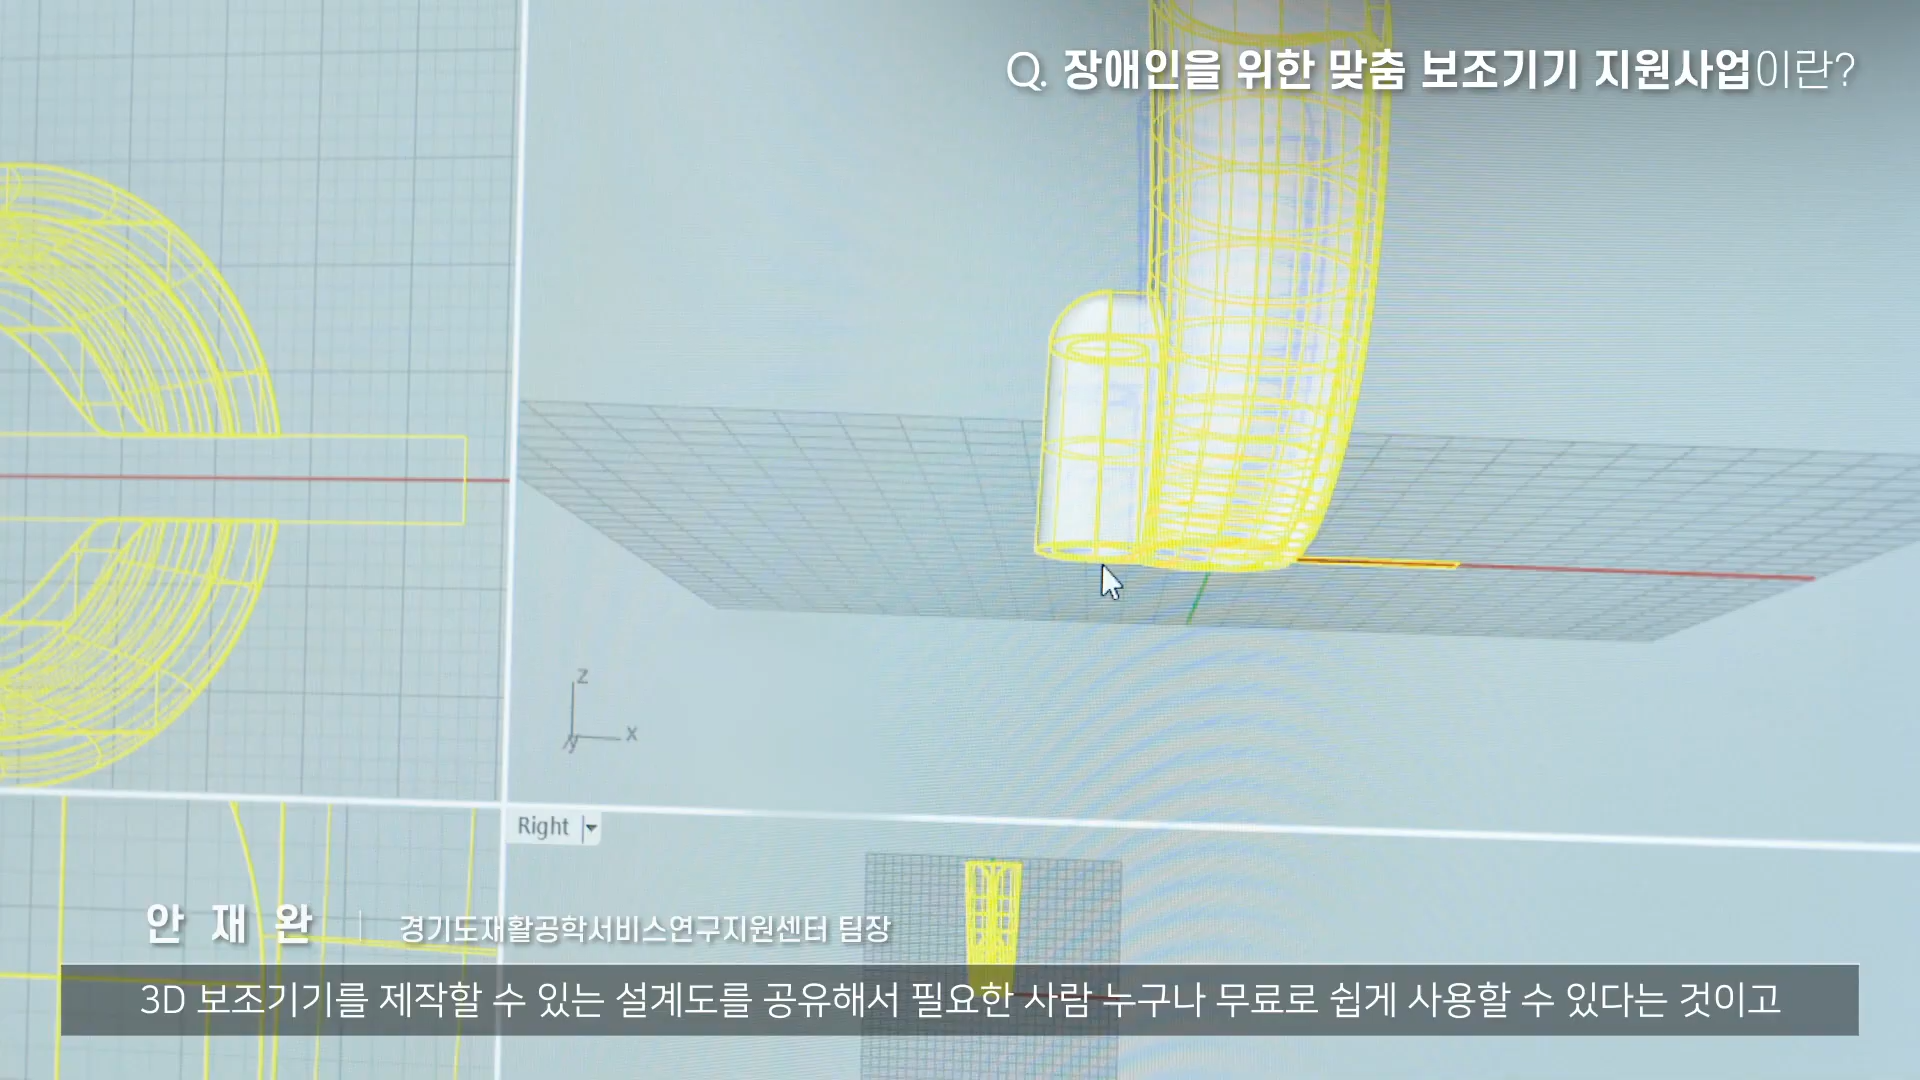 Q. 장애인을 위한 맞춤 보조기기 지원사업이란?
z
x
y
Right
안 재 완 경기도재활공학서비스연구지원센터 팀장
3D 보조기기를 제작할 수 있는 설계도를 공유해서 필요한 사람 누구나 무료로 쉽게 사용할 수 있다는 것이고